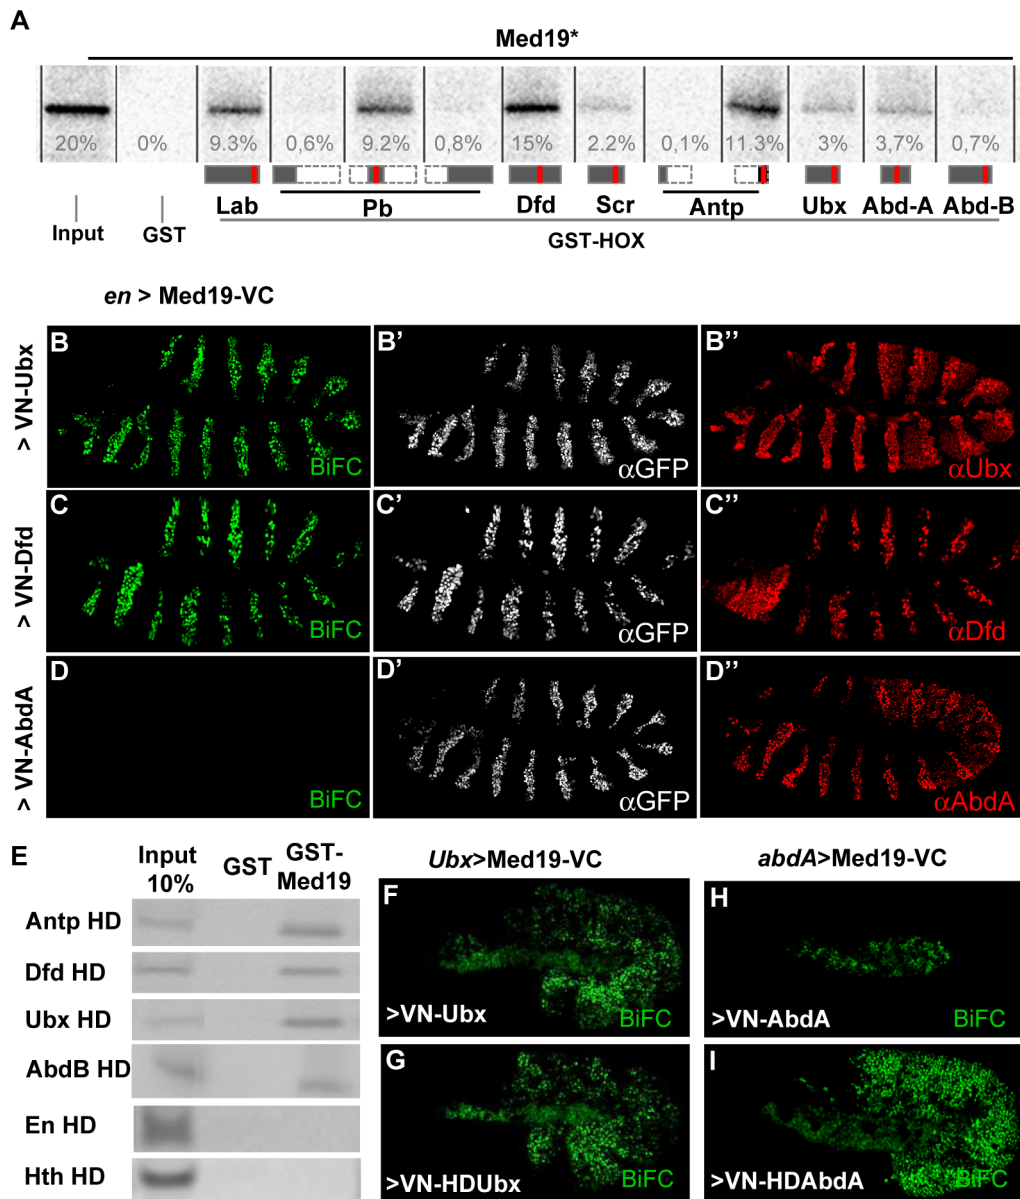 A
Med19*
20%
0%
9.3%
0,6%
9.2%
0,8%
15%
2.2%
0,1%
11.3%
3%
3,7%
0,7%
Lab
Pb
Dfd
Scr
Antp
Ubx
Abd-A
Abd-B
Input
GST
GST-HOX
en > Med19-VC
> VN-Ubx
B
BiFC
B'
αGFP
B''
αUbx
> VN-Dfd
C
BiFC
C'
αGFP
C''
αDfd
> VN-AbdA
D
BiFC
D'
αGFP
D''
αAbdA
E
Input
10%
GST
GST-
Med19
Antp HD
Dfd HD
Ubx HD
AbdB HD
En HD
Hth HD
Ubx>Med19-VC
abdA>Med19-VC
F
>VN-Ubx
BiFC
H
>VN-AbdA
BiFC
G
>VN-HDUbx
BiFC
I
>VN-HDAbdA
BiFC